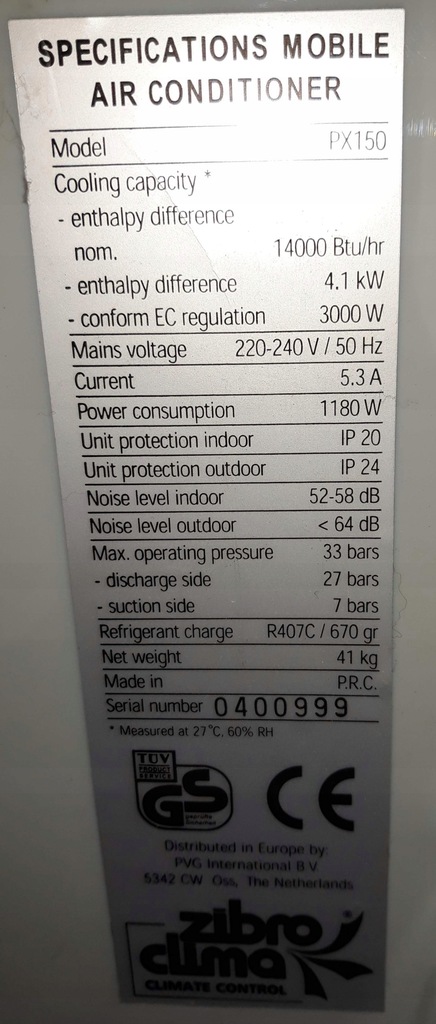 SPECIFICATIONS MOBILE
AIR CONDITIONER
Model PX150
Cooling capacity *
- enthalpy difference
nom. 14000 Btu/hr
- enthalpy difference 4.1 kW
- conform EC regulation 3000 W
Mains voltage 220-240 V / 50 Hz
Current 5.3 A
Power consumption 1180 W
Unit protection indoor IP 20
Unit protection outdoor IP 24
Noise level indoor 52-58 dB
Noise level outdoor < 64 dB
Max. operating pressure 33 bars
- discharge side 27 bars
- suction side 7 bars
Refrigerant charge R407C / 670 gr
Net weight 41 kg
Made in P.R.C.
Serial number 0400999
* Measured at 27°C, 60% RH
TÜV
PRODUCT
SERVICE
GS
geprüfte
Sicherheit
CE
Distributed in Europe by:
PVG International B.V.
5342 CW Oss, The Netherlands
zibro®
clima
CLIMATE CONTROL